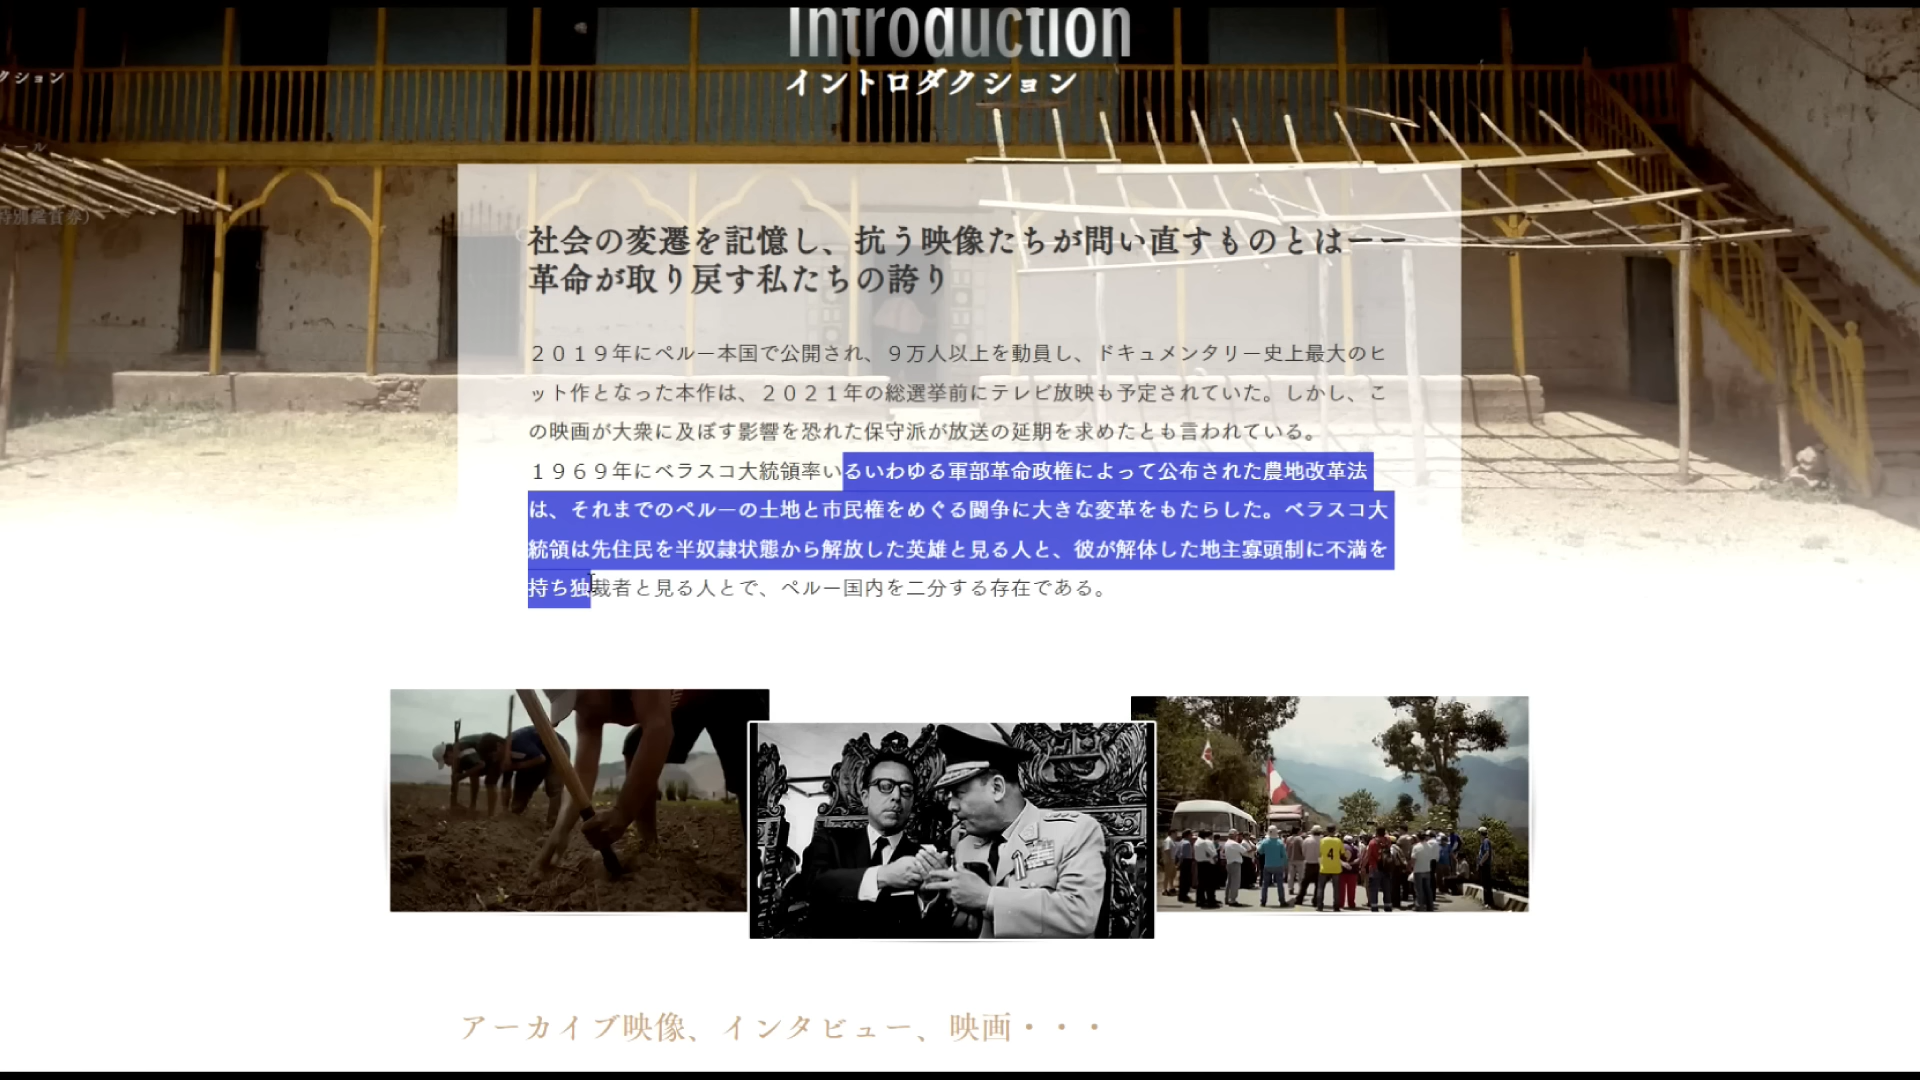 Introduction
イントロダクション
クション
ィール
特別鑑賞券)
社会の変遷を記憶し、抗う映像たちが問い直すものとはーー
革命が取り戻す私たちの誇り
２０１９年にペルー本国で公開され、９万人以上を動員し、ドキュメンタリー史上最大のヒ
ット作となった本作は、２０２１年の総選挙前にテレビ放映も予定されていた。しかし、こ
の映画が大衆に及ぼす影響を恐れた保守派が放送の延期を求めたとも言われている。
１９６９年にベラスコ大統領率いるいわゆる軍部革命政権によって公布された農地改革法
は、それまでのペルーの土地と市民権をめぐる闘争に大きな変革をもたらした。ベラスコ大
統領は先住民を半奴隷状態から解放した英雄と見る人と、彼が解体した地主寡頭制に不満を
持ち独裁者と見る人とで、ペルー国内を二分する存在である。
4
アーカイブ映像、インタビュー、映画・・・